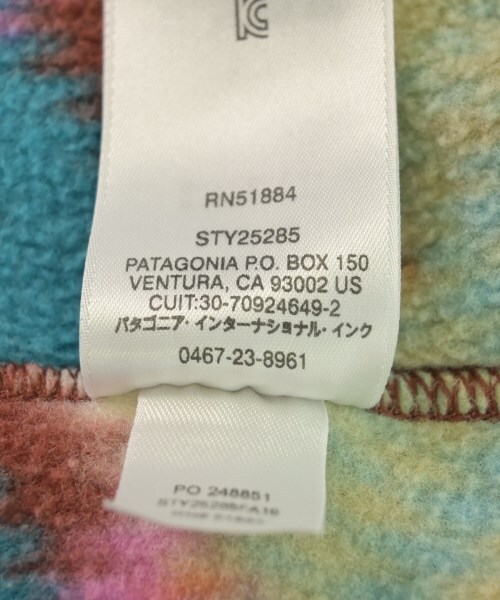 RN51884
STY25285
PATAGONIA P.O. BOX 150
VENTURA, CA 93002 US
CUIT:30-70924649-2
パタゴニア・インターナショナル・インク
0467-23-8961
PO 248851
STY25285FA16